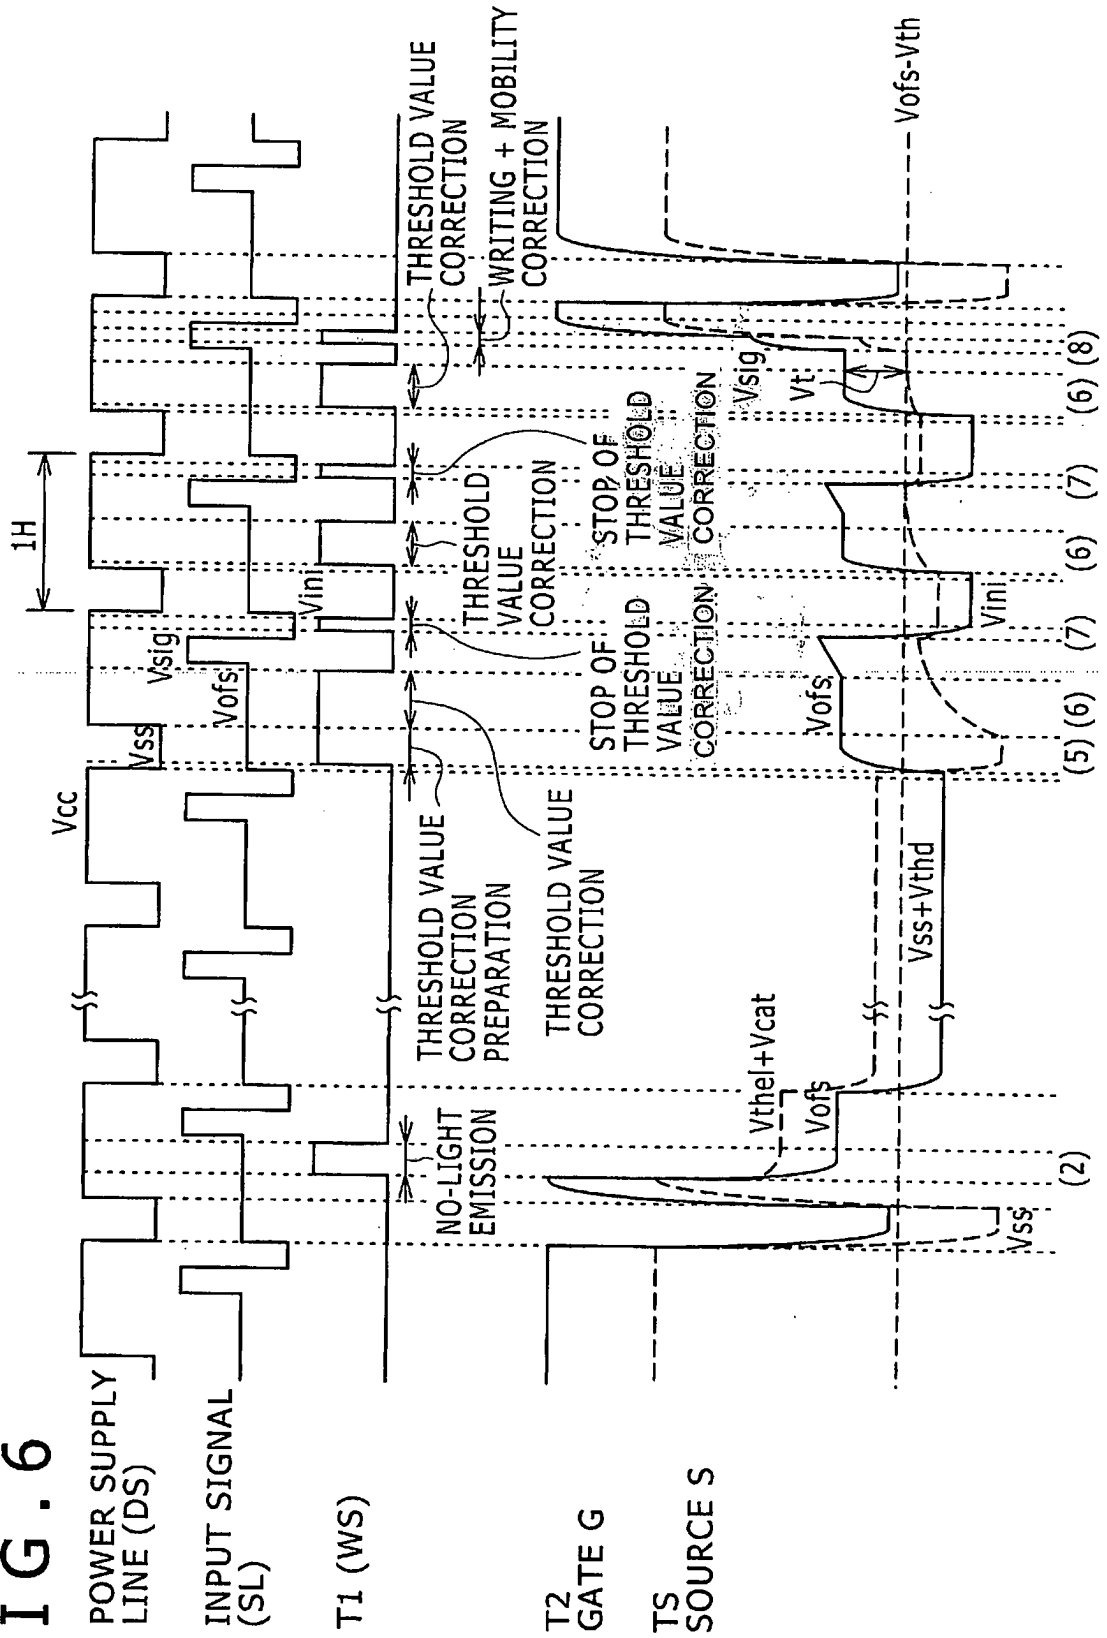 IG.6
1H
POWER SUPPLY
LINE (DS)
Vcc
Vss
INPUT SIGNAL
(SL)
Vsig
Vofs
Vini
T1 (WS)
NO-LIGHT
EMISSION
THRESHOLD VALUE
CORRECTION
PREPARATION
THRESHOLD VALUE
CORRECTION
THRESHOLD
VALUE
CORRECTION
THRESHOLD VALUE
CORRECTION
WRITING + MOBILITY
CORRECTION
STOP OF
THRESHOLD
VALUE
CORRECTION
STOP OF
THRESHOLD
VALUE
CORRECTION
T2
GATE G
TS
SOURCE S
Vthel+Vcat
Vofs
Vss+Vthd
Vofs
Vini
Vsig
Vt
Vofs-Vth
Vss
(2)
(5)
(6)
(7)
(6)
(7)
(6)
(8)